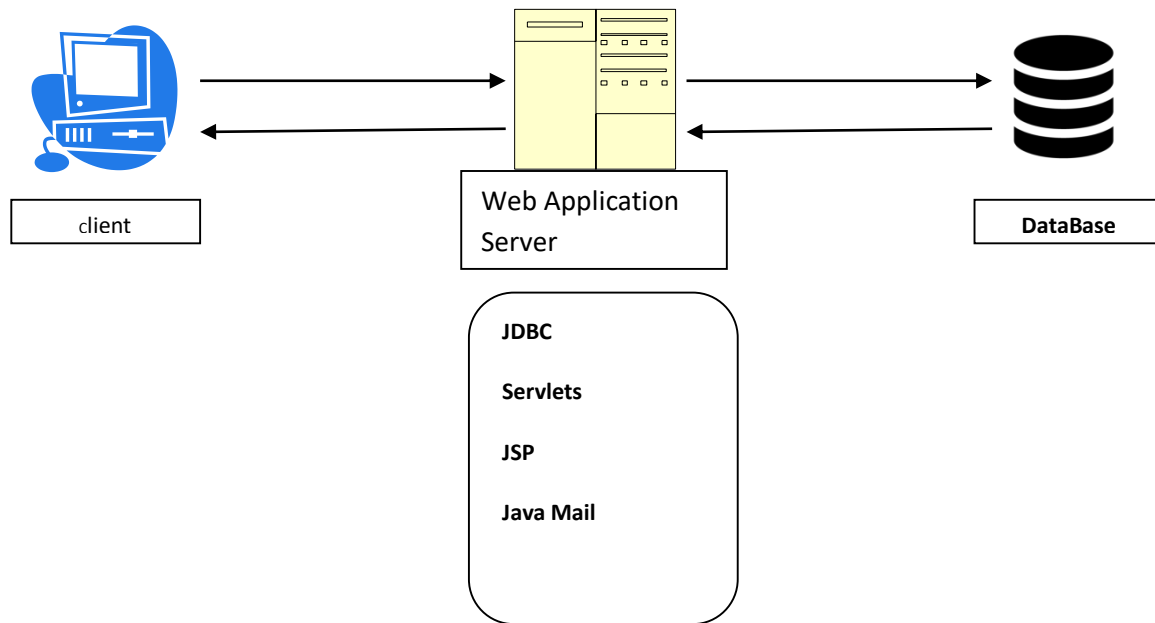 client
Web Application
Server
DataBase
JDBC
Servlets
JSP
Java Mail